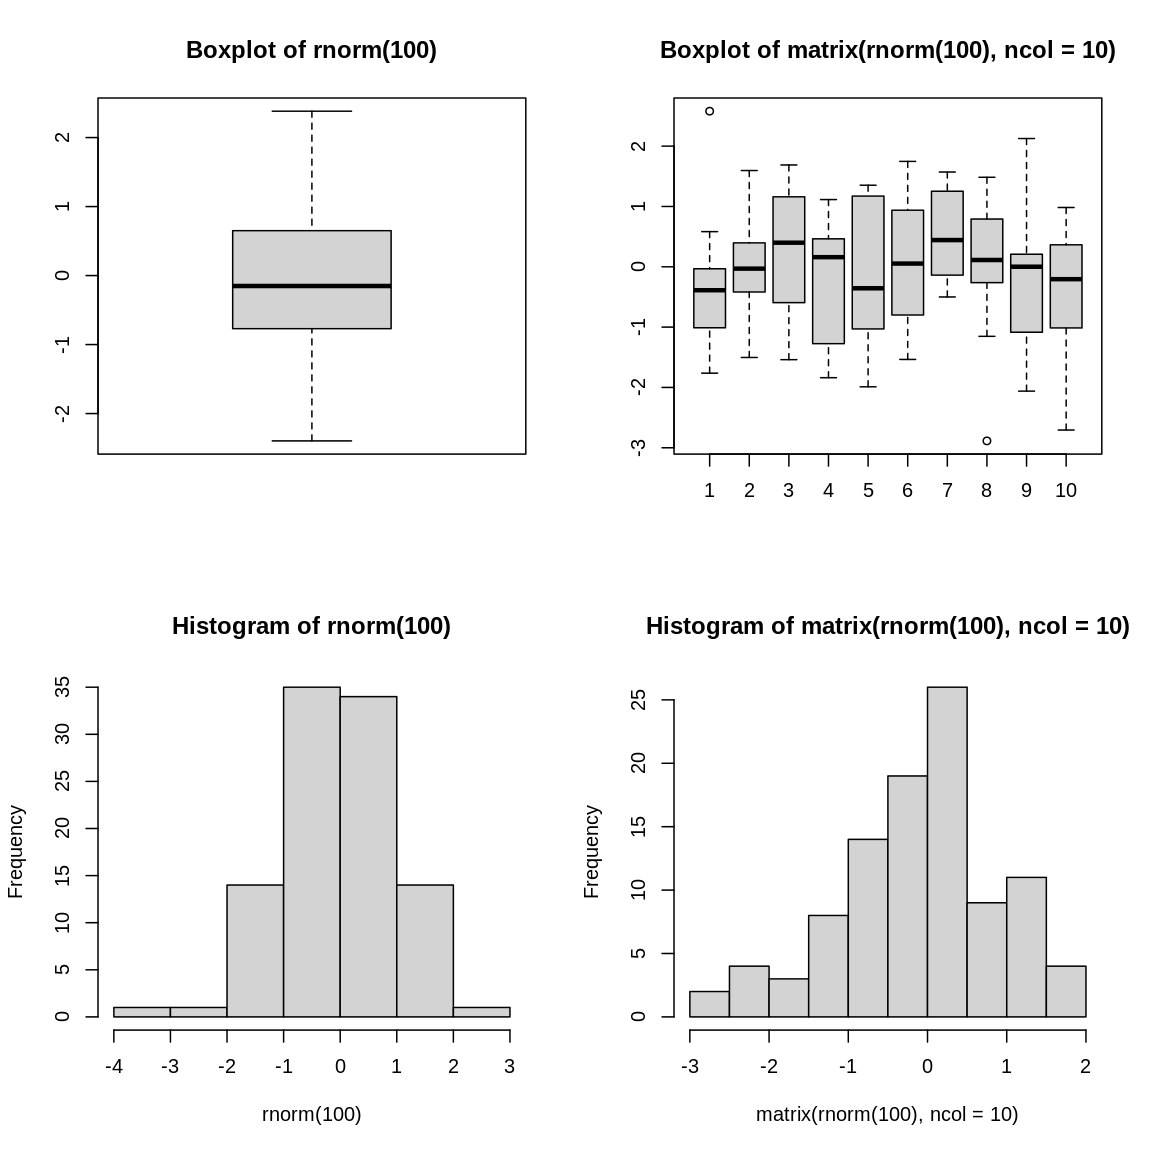 Boxplot of rnorm(100)
2
1
0
-1
-2
Boxplot of matrix(rnorm(100), ncol = 10)
2
1
0
-1
-2
-3
1 2 3 4 5 6 7 8 9 10
Histogram of rnorm(100)
Frequency
35
30
25
20
15
10
5
0
-4 -3 -2 -1 0 1 2 3
rnorm(100)
Histogram of matrix(rnorm(100), ncol = 10)
Frequency
25
20
15
10
5
0
-3 -2 -1 0 1 2
matrix(rnorm(100), ncol = 10)